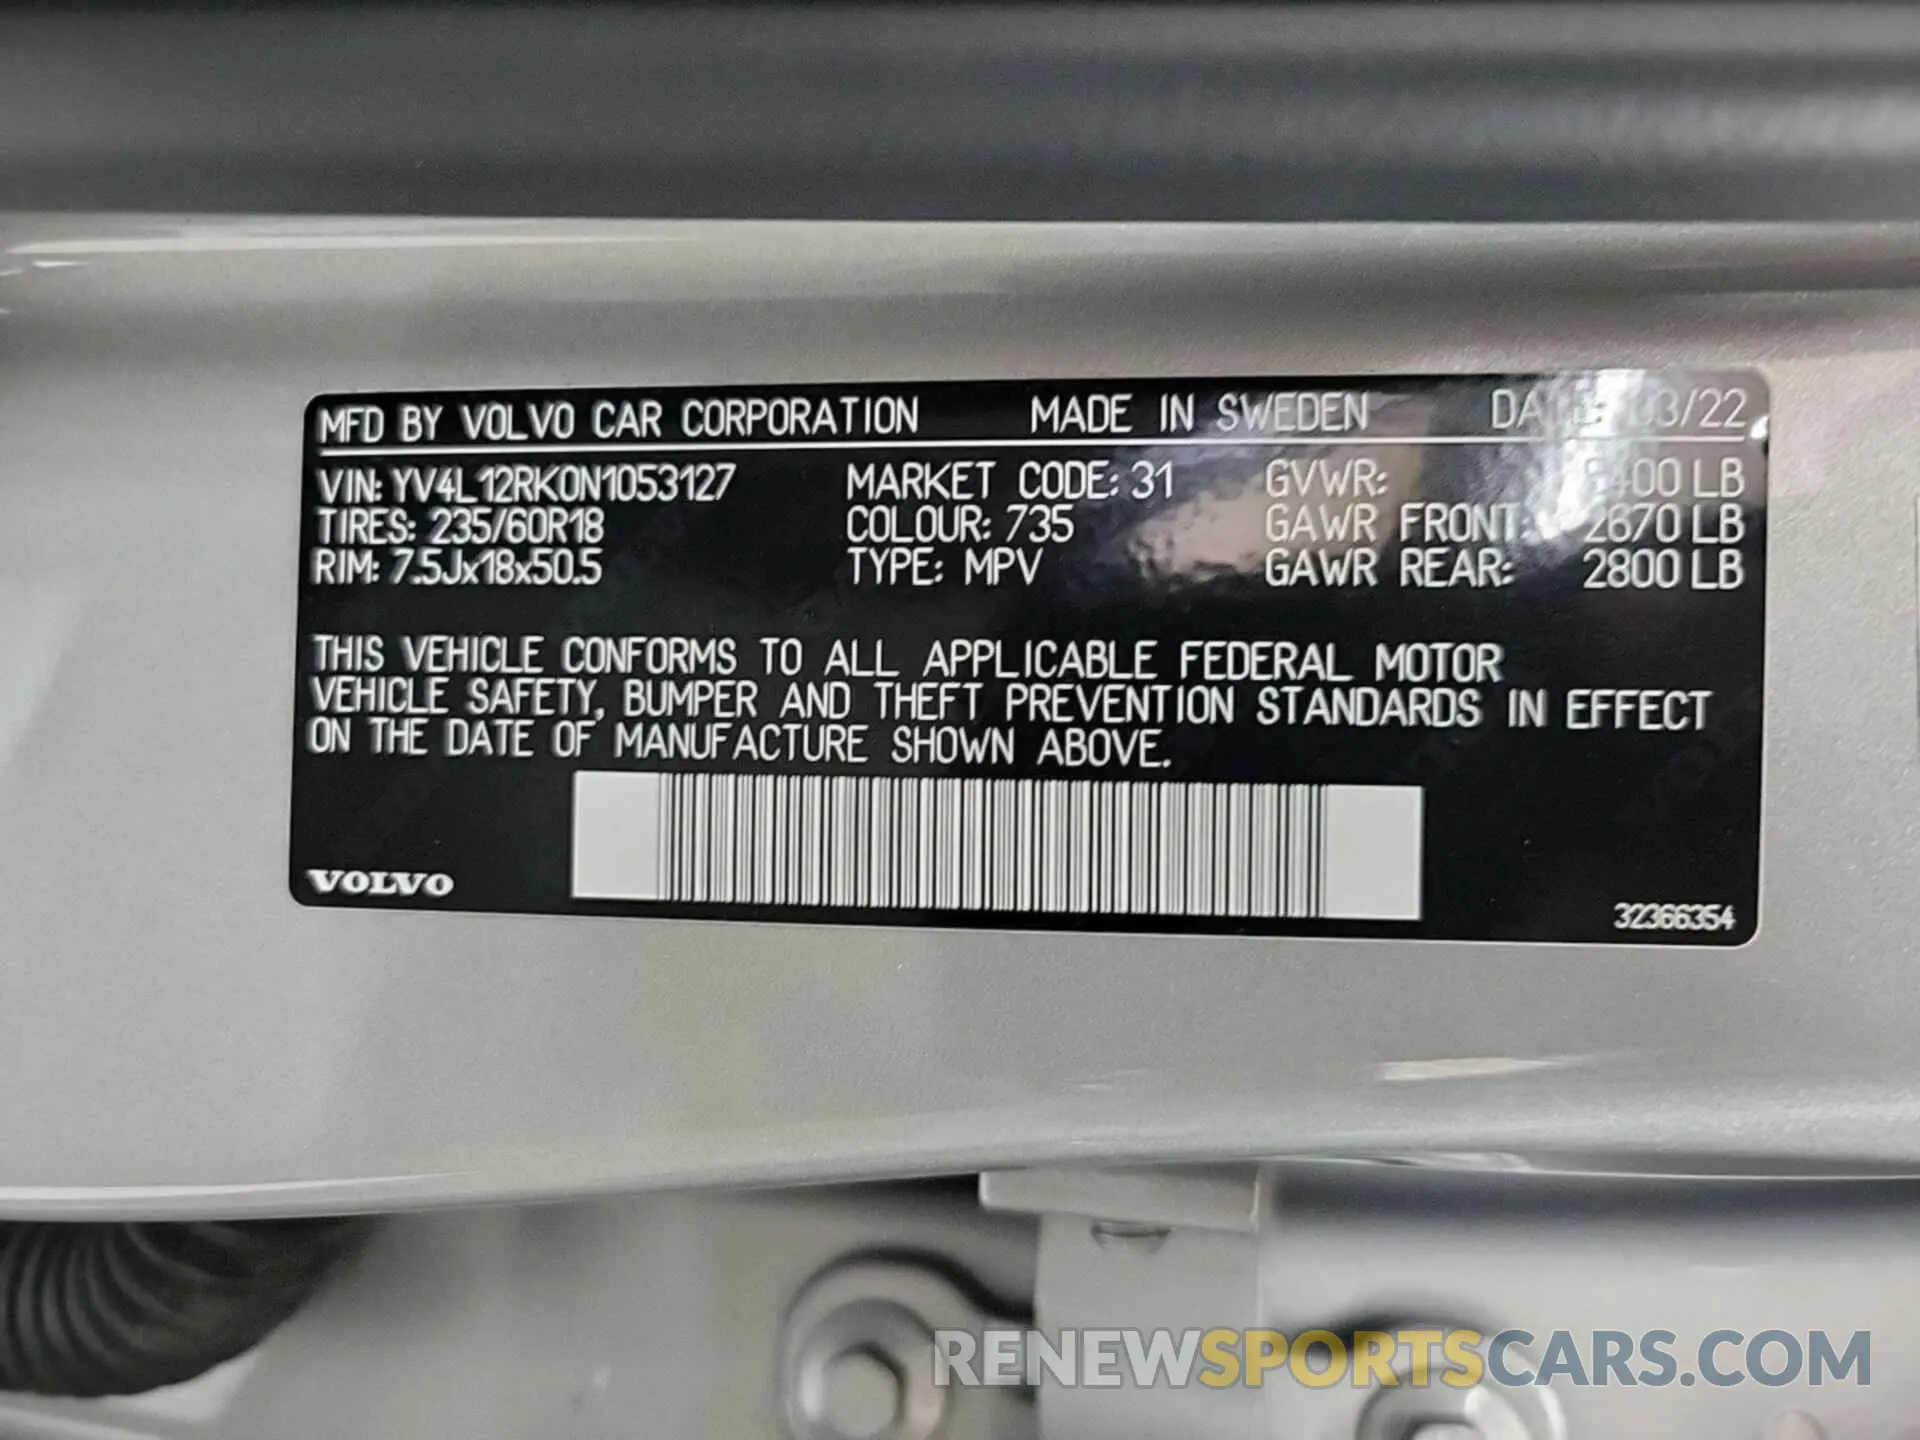 MFD BY VOLVO CAR CORPORATION MADE IN SWEDEN 03/22
VIN: YV4L12RK0N1053127 MARKET CODE: 31 GVWR: LB
TIRES: 235/60R18 COLOUR: 735 GAWR FRONT: 2670 LB
RIM: 7.5Jx18x50.5 TYPE: MPV GAWR REAR: 2800 LB
THIS VEHICLE CONFORMS TO ALL APPLICABLE FEDERAL MOTOR
VEHICLE SAFETY, BUMPER AND THEFT PREVENTION STANDARDS IN EFFECT
ON THE DATE OF MANUFACTURE SHOWN ABOVE.
VOLVO
32366354
RENEWSPORTSCARS.COM